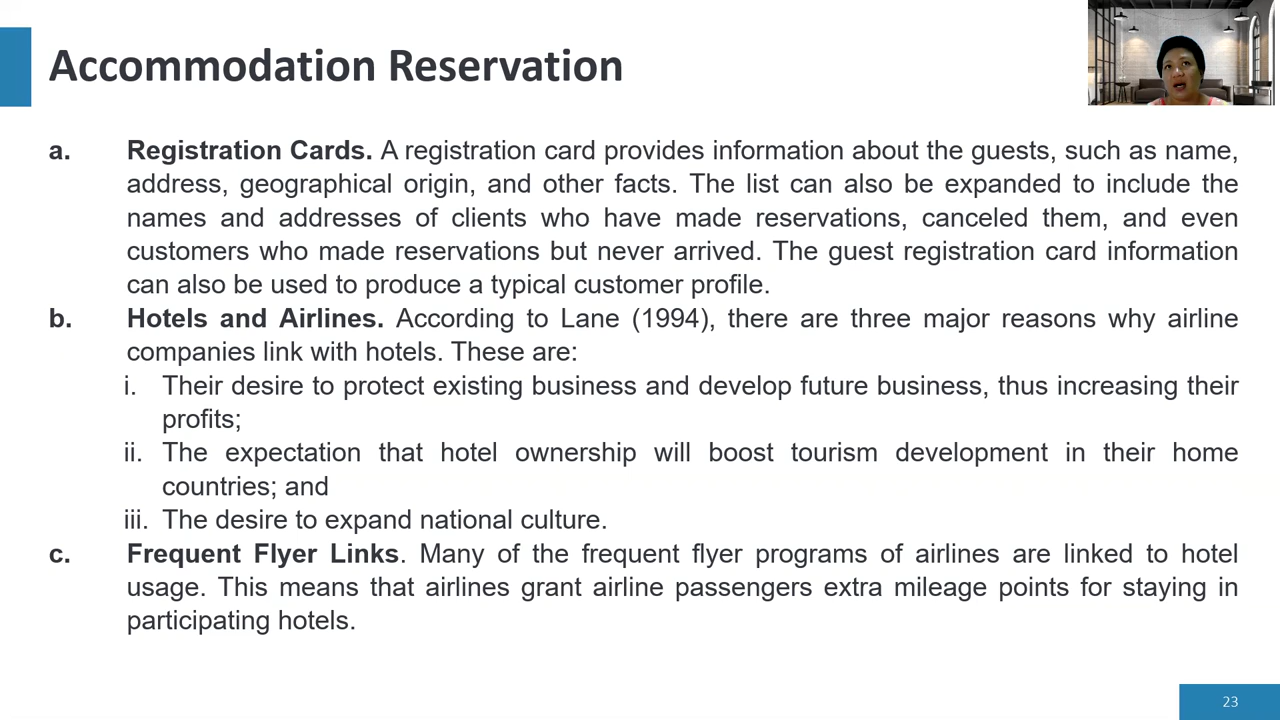 Accommodation Reservation
a. Registration Cards. A registration card provides information about the guests, such as name,
address, geographical origin, and other facts. The list can also be expanded to include the
names and addresses of clients who have made reservations, canceled them, and even
customers who made reservations but never arrived. The guest registration card information
can also be used to produce a typical customer profile.
b. Hotels and Airlines. According to Lane (1994), there are three major reasons why airline
companies link with hotels. These are:
i. Their desire to protect existing business and develop future business, thus increasing their
profits;
ii. The expectation that hotel ownership will boost tourism development in their home
countries; and
iii. The desire to expand national culture.
c. Frequent Flyer Links. Many of the frequent flyer programs of airlines are linked to hotel
usage. This means that airlines grant airline passengers extra mileage points for staying in
participating hotels.
23